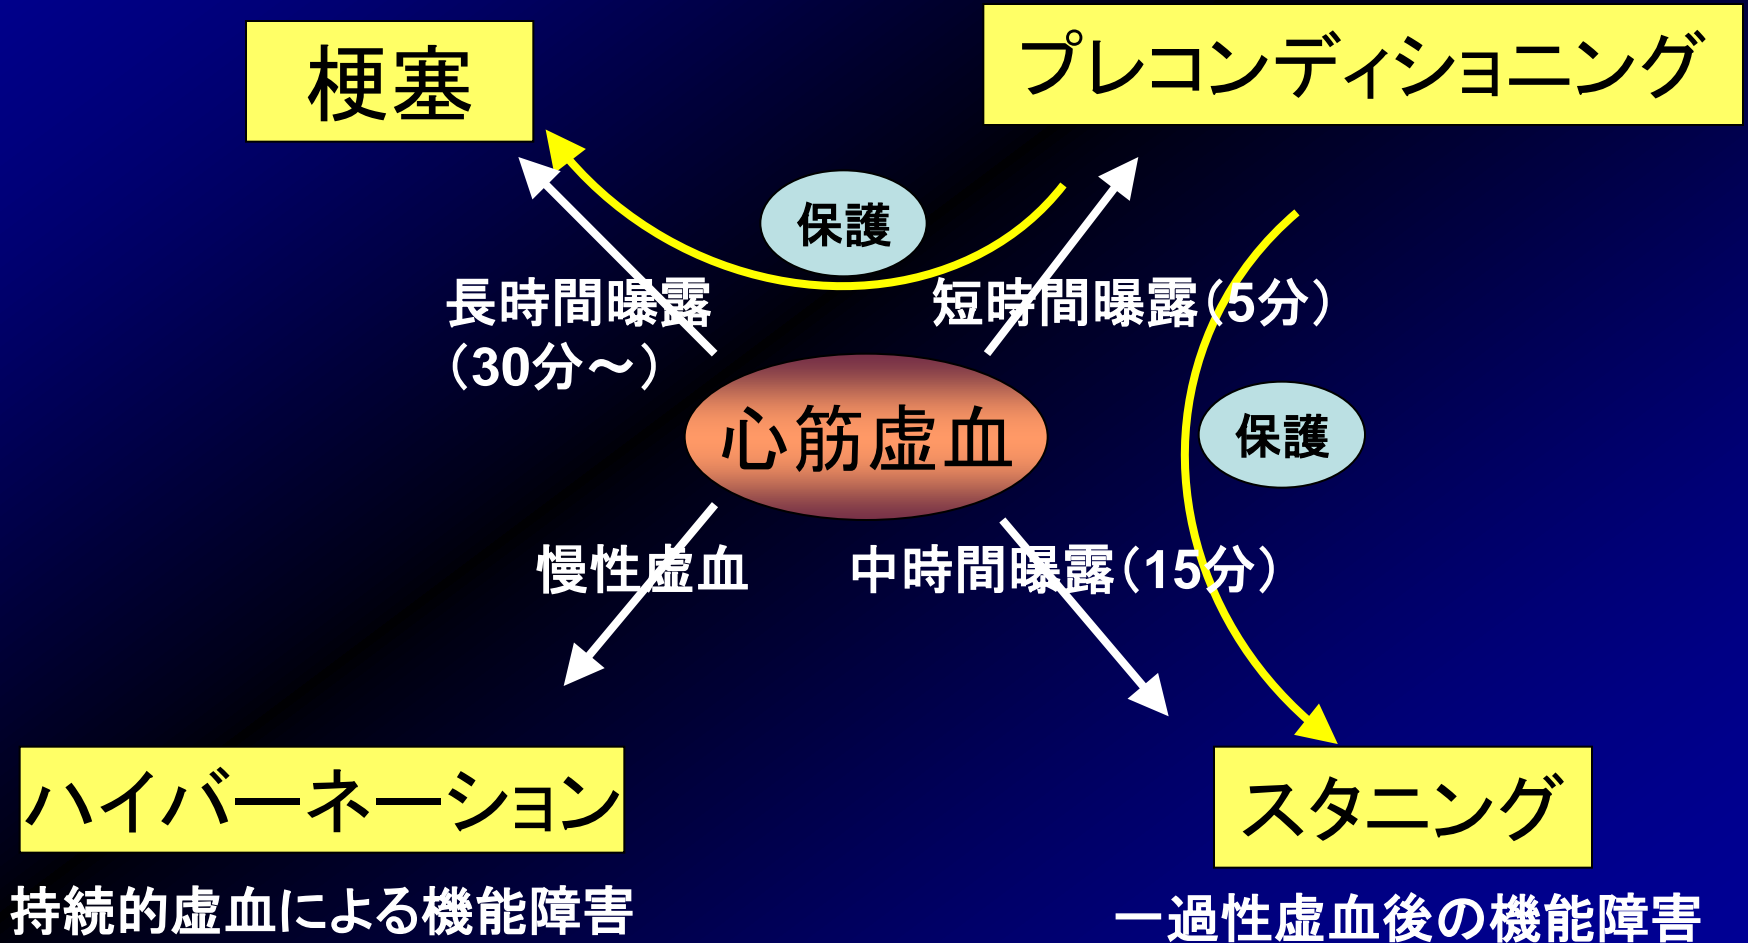 梗塞
プレコンディショニング
保護
長時間曝露
（30分～）
短時間曝露（5分）
心筋虚血
保護
慢性虚血
中時間曝露（15分）
ハイバーネーション
スタニング
持続的虚血による機能障害
一過性虚血後の機能障害